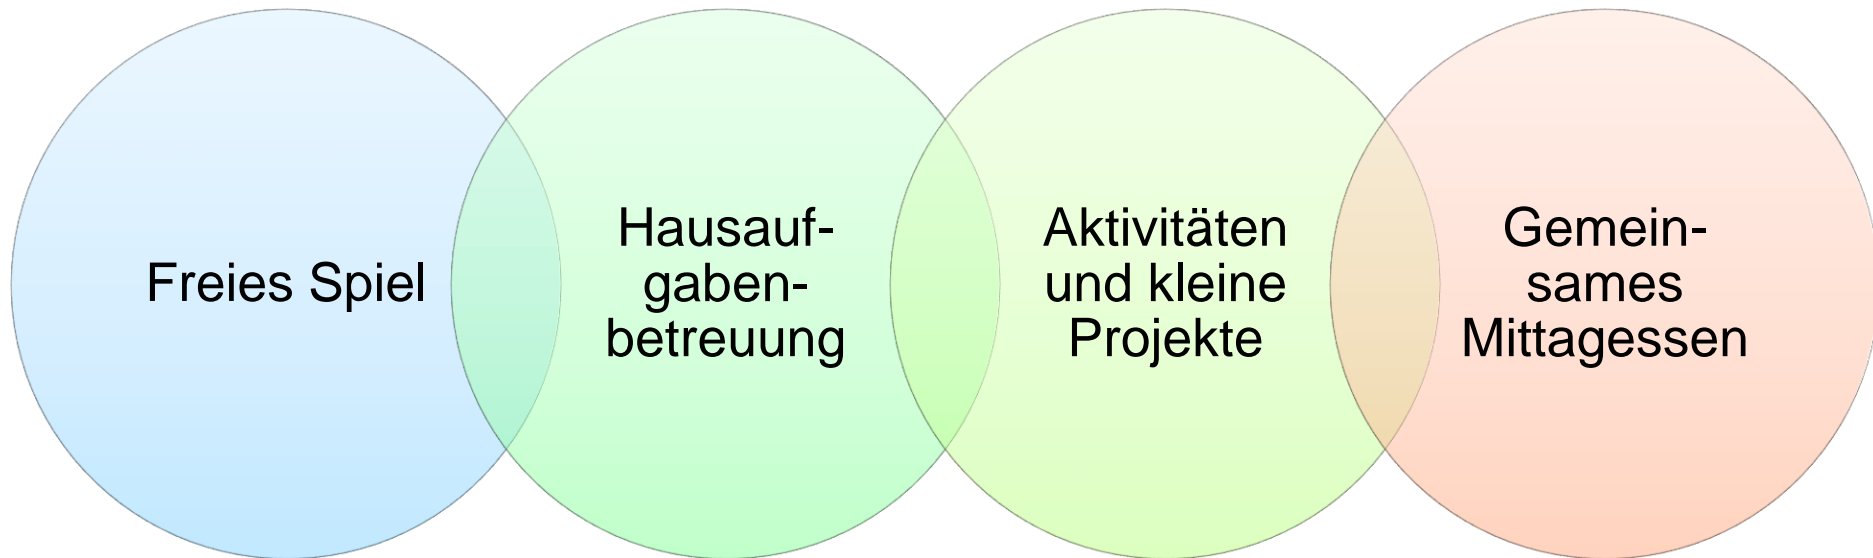 Freies Spiel
Hausauf-
gaben-
betreuung
Aktivitäten
und kleine
Projekte
Gemein-
sames
Mittagessen